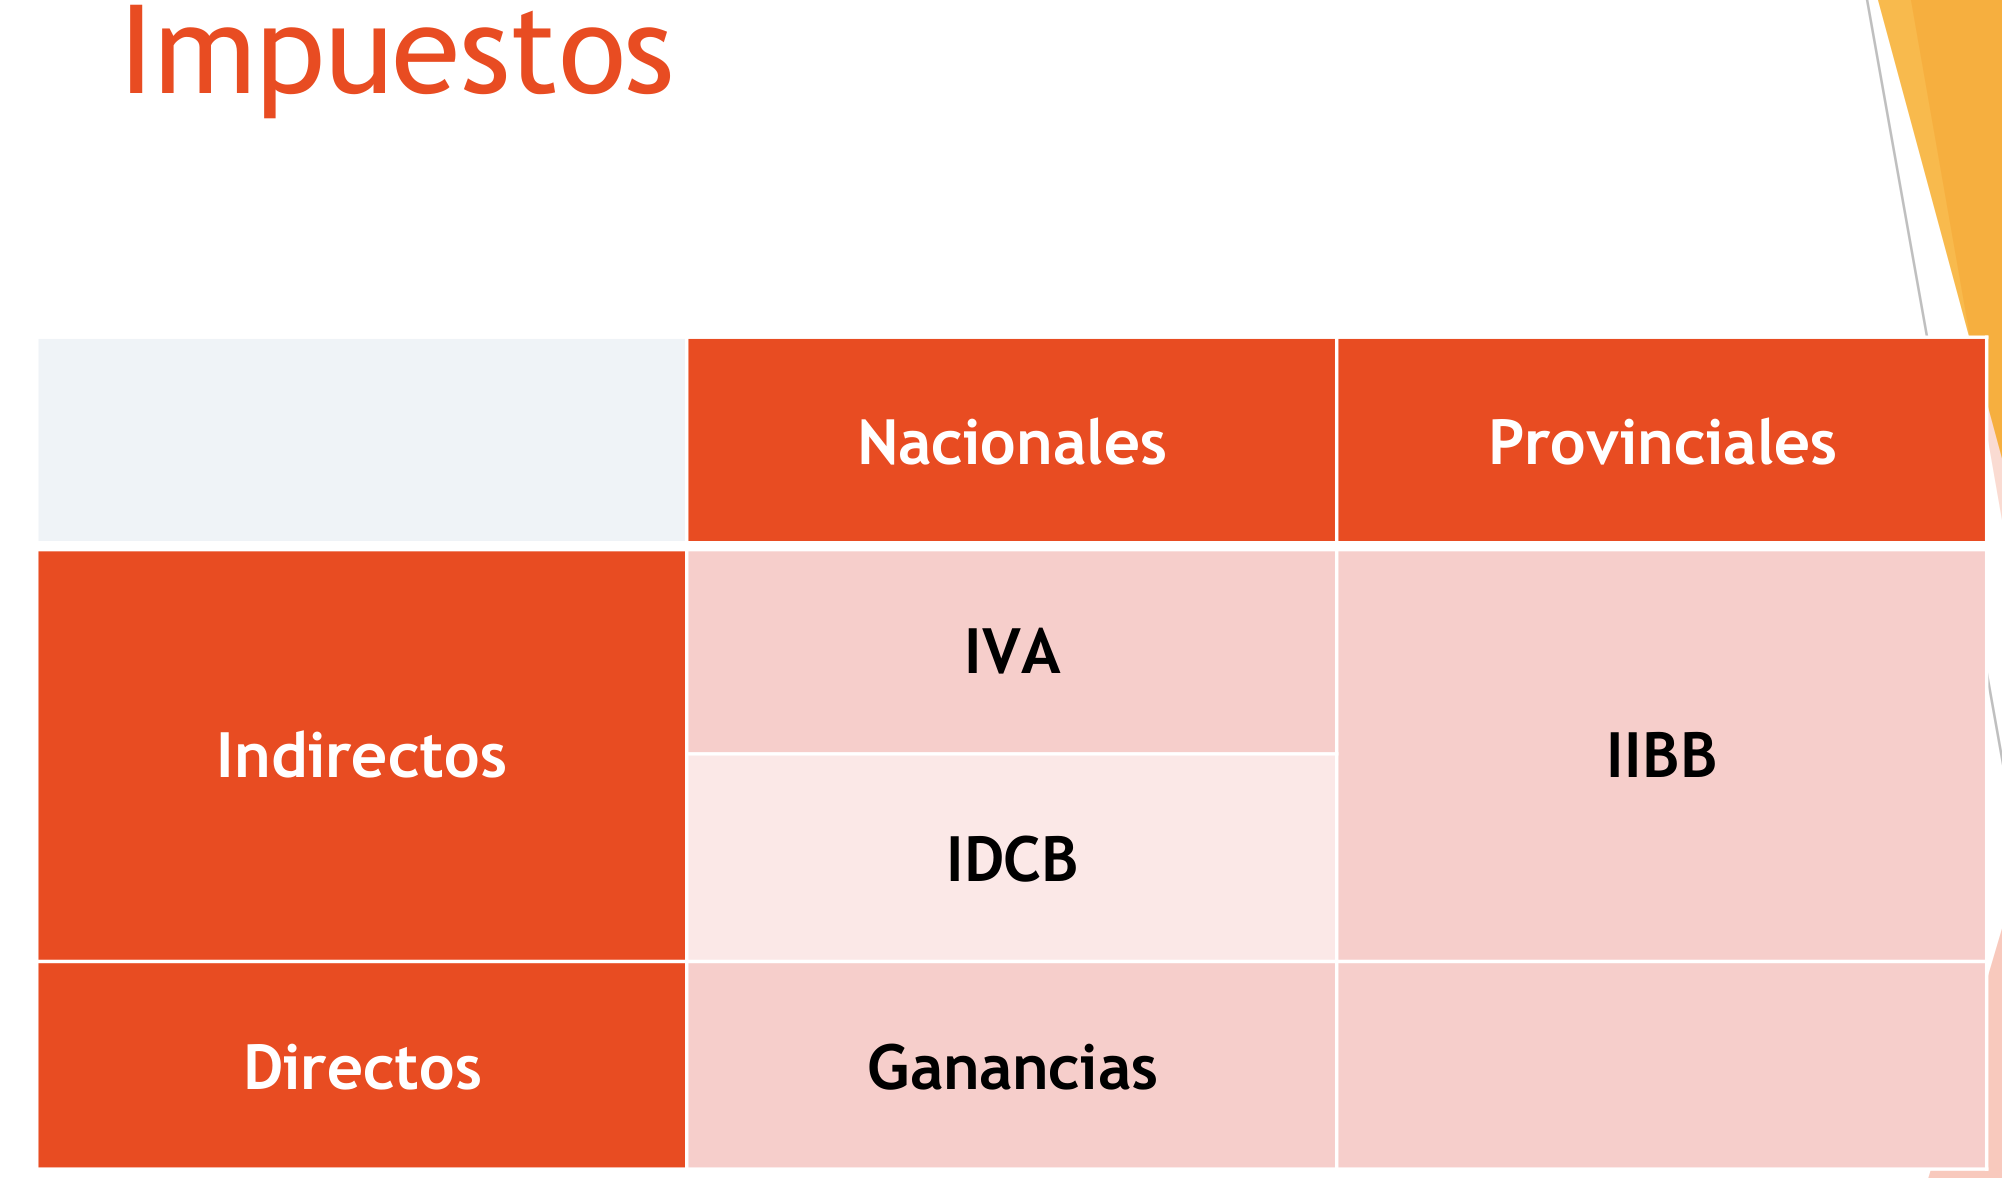 Impuestos
Nacionales
Provinciales
Indirectos
IVA
IIBB
IDCB
Directos
Ganancias